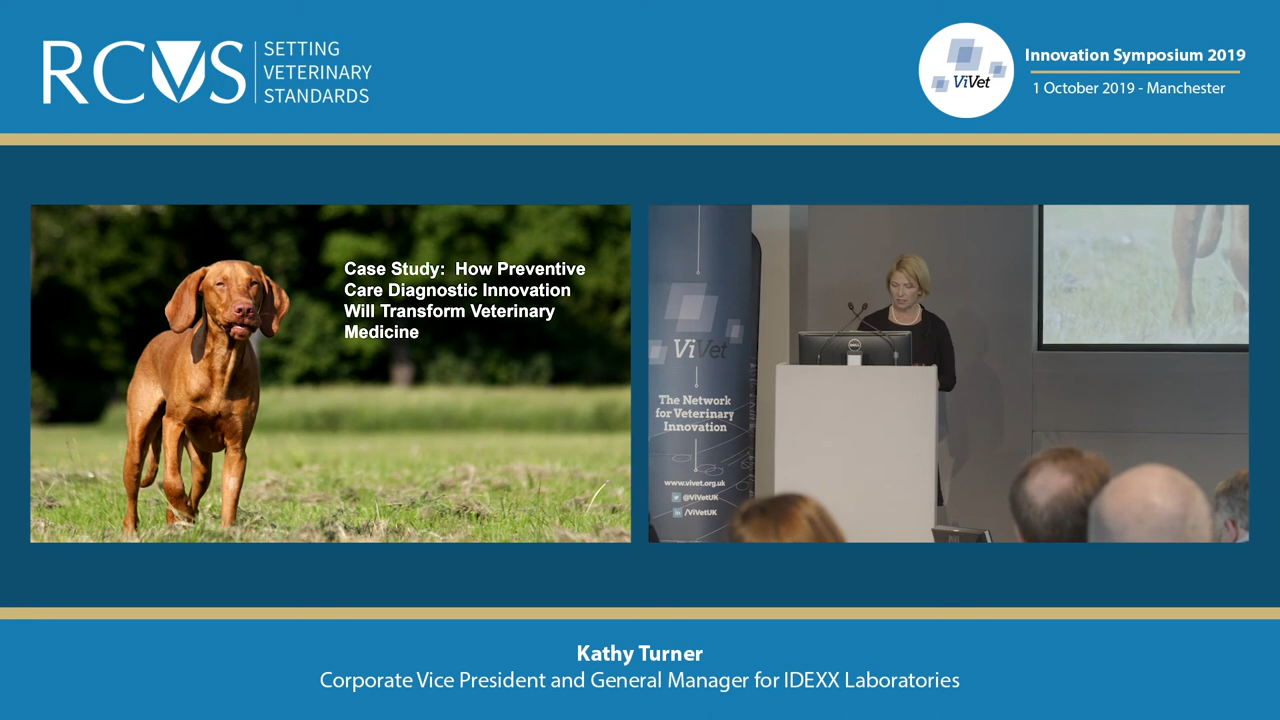 RCVS
SETTING
VETERINARY
STANDARDS
ViVet
Innovation Symposium 2019
1 October 2019 - Manchester
Case Study: How Preventive
Care Diagnostic Innovation
Will Transform Veterinary
Medicine
ViVet
The Network
for Veterinary
Innovation
www.vivet.org.uk
@ViVetUK
/ViVetUK
DELL
Kathy Turner
Corporate Vice President and General Manager for IDEXX Laboratories